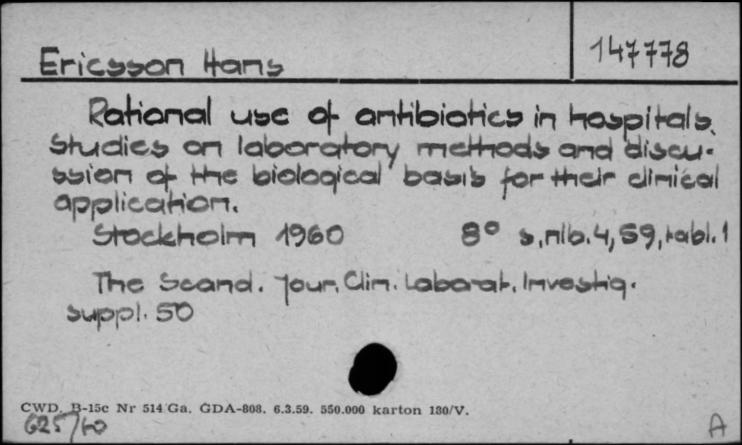 147778
Ericsson Hans
Rational use of antibiotics in hospitals.
Studies on laboratory methods and discu-
ssion of the biological basis for their clinical
application.
Stockholm 1960 8° s, nlb. 4, 59, tabl. 1
The Scand. Jour. Clin. Laborat. Investig.
suppl. 50
CWD. B-15c Nr 514 Ga. GDA-808. 6.3.59. 550.000 karton 180/V.
625/60
A